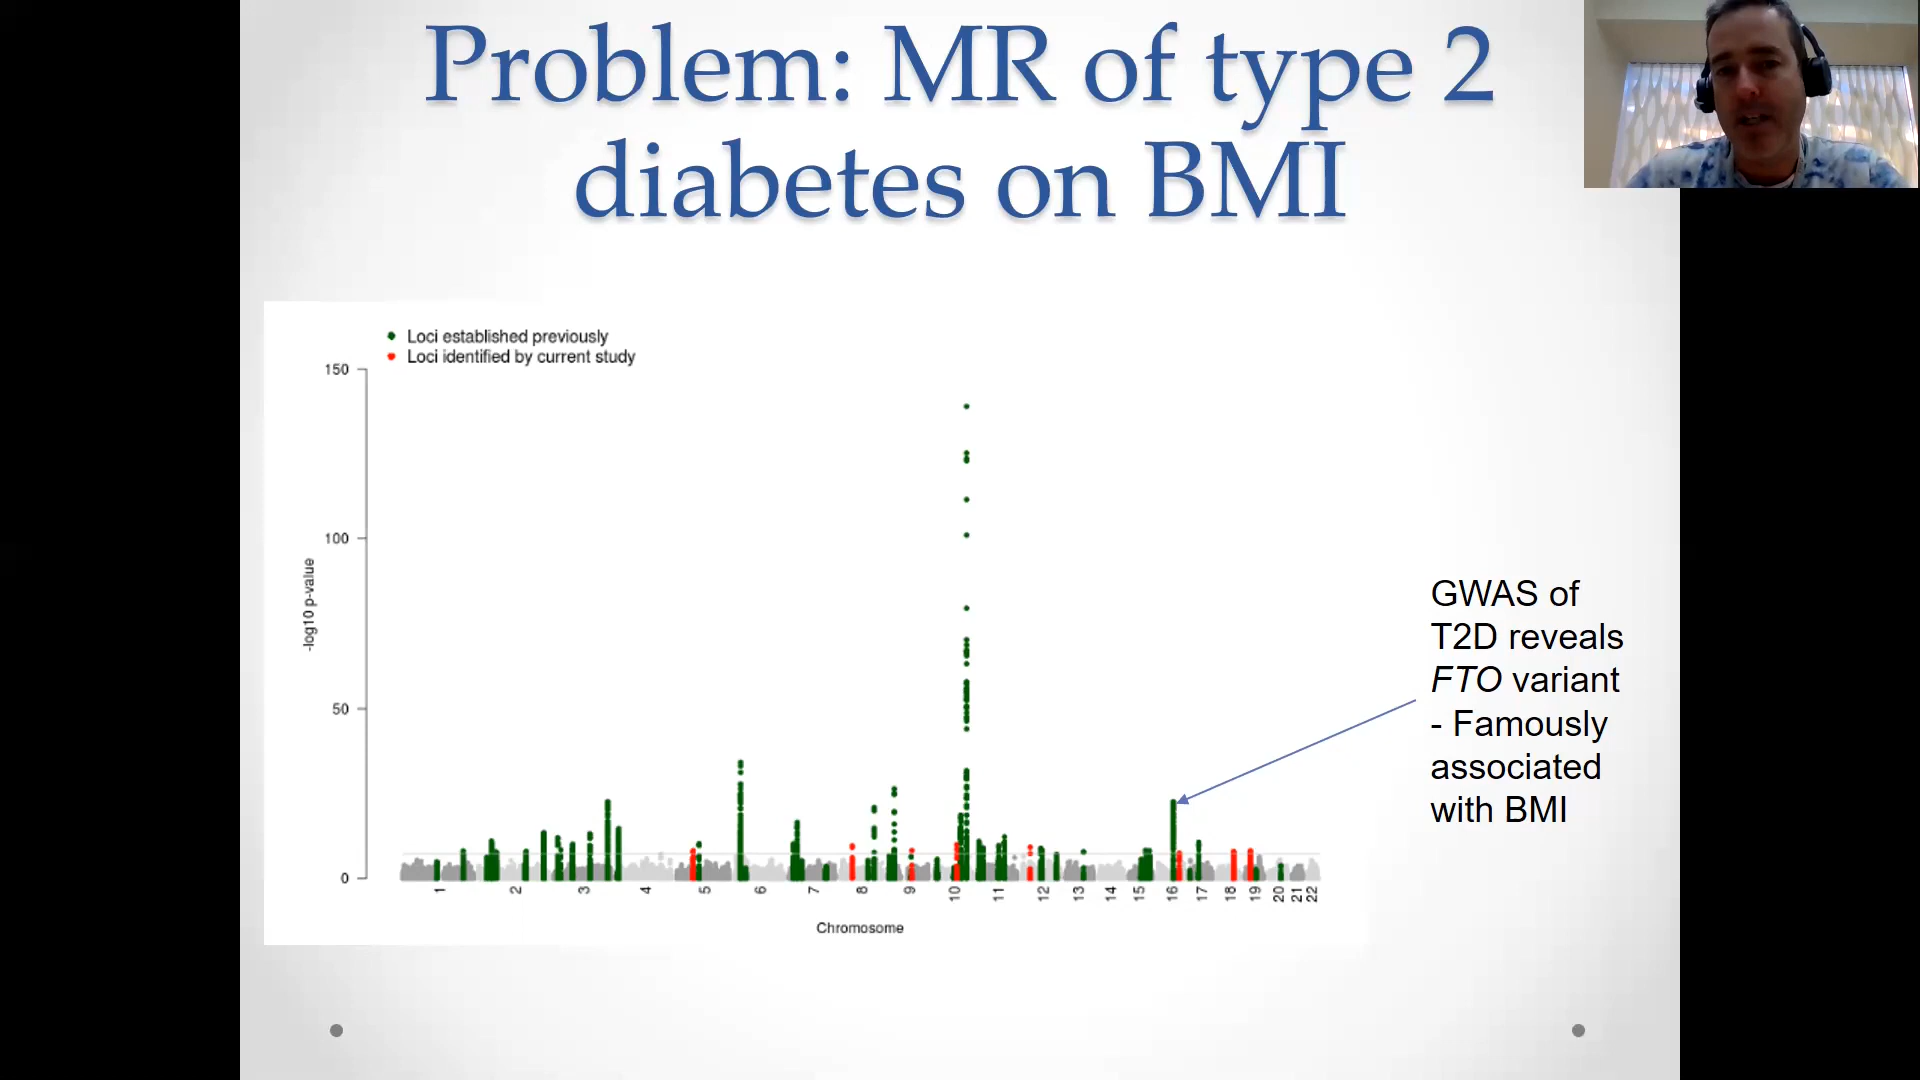 Problem: MR of type 2
diabetes on BMI
Loci established previously
Loci identified by current study
150
100
50
0
-log10 p-value
1 2 3 4 5 6 7 8 9 10 11 12 13 14 15 16 17 18 19 20 21 22
Chromosome
GWAS of
T2D reveals
FTO variant
- Famously
associated
with BMI